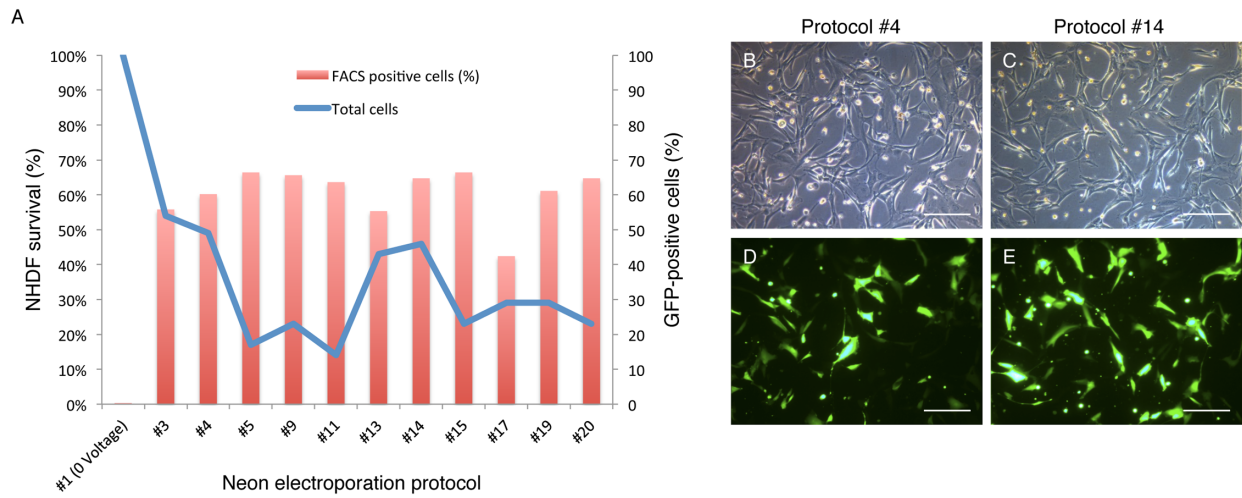 A
NHDF survival (%)
100%
90%
80%
70%
60%
50%
40%
30%
20%
10%
0%
FACS positive cells (%)
Total cells
100
90
80
70
60
50
40
30
20
10
0
GFP-positive cells (%)
#1 (0 Voltage)
#3
#4
#5
#9
#11
#13
#14
#15
#17
#19
#20
Neon electroporation protocol
Protocol #4
Protocol #14
B
C
D
E